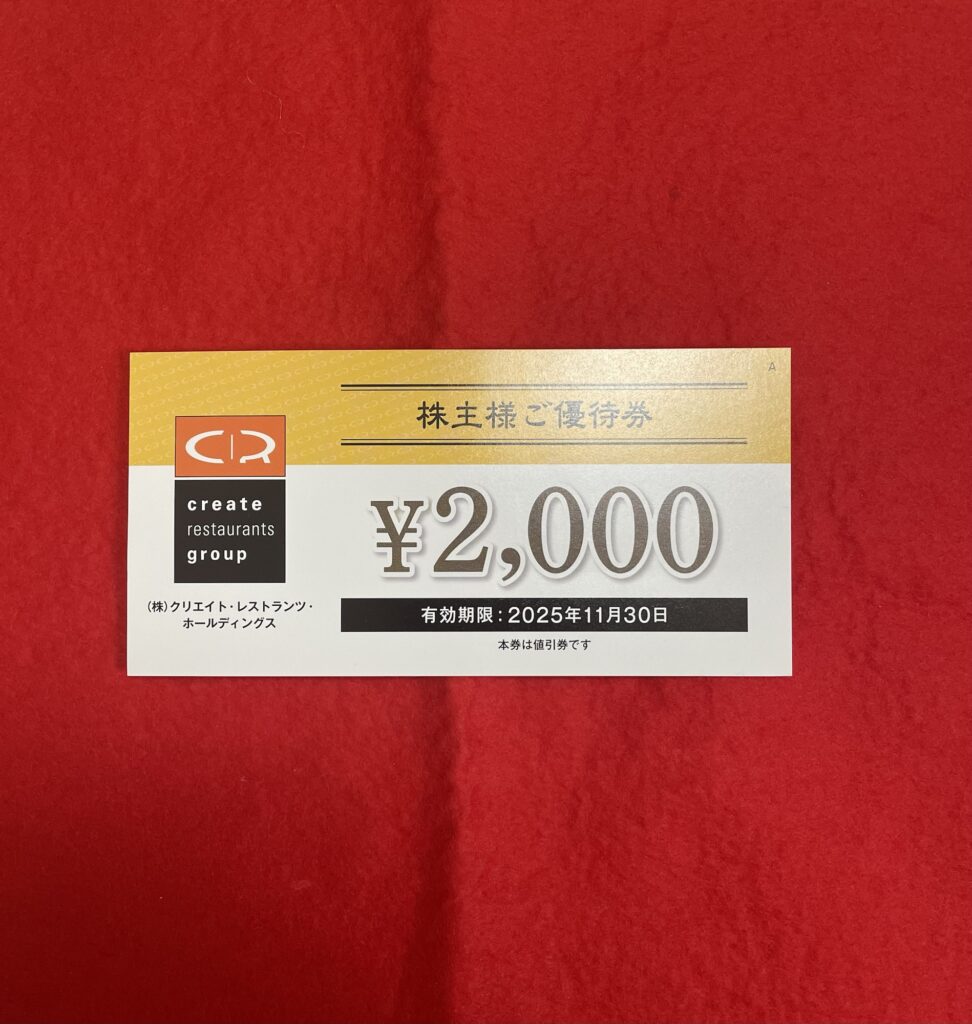 A
株主様ご優待券
CR
create
restaurants
group
¥2,000
(株)クリエイト・レストランツ・
ホールディングス
有効期限:2025年11月30日
本券は値引券です